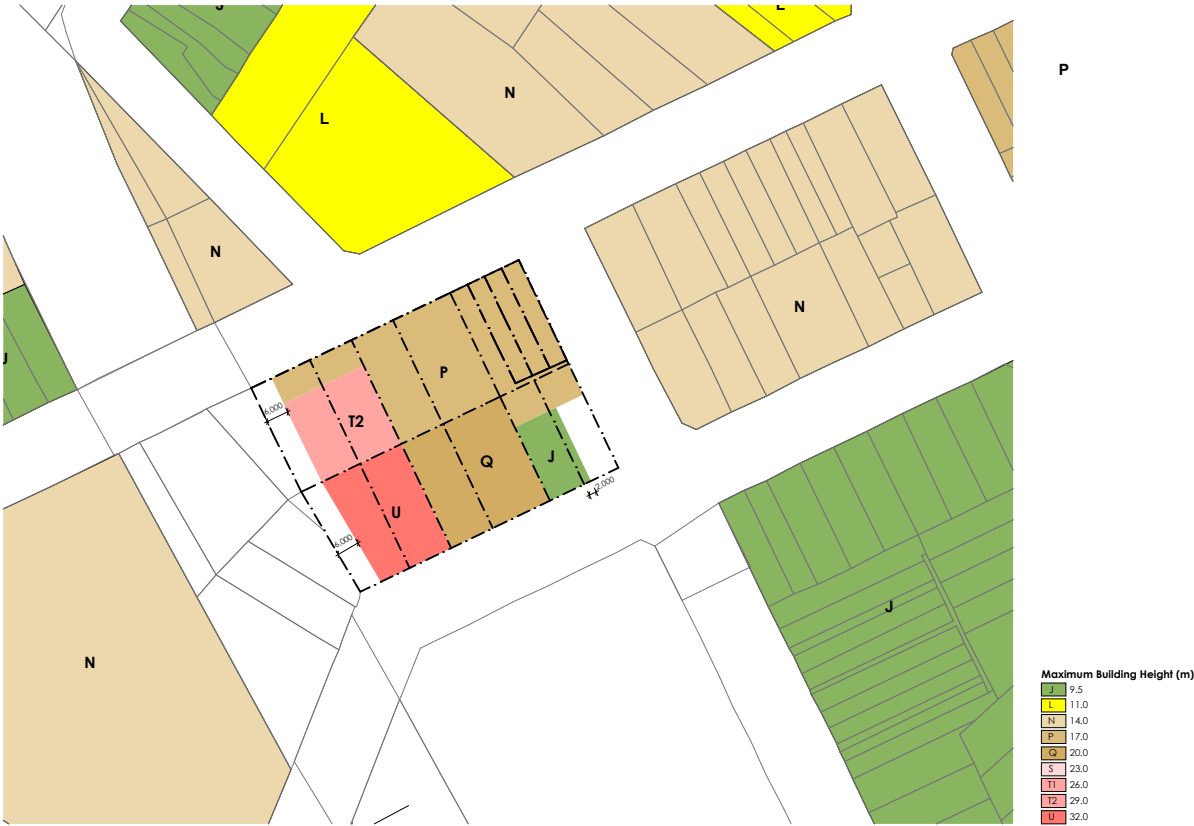 J
L
L
P
N
N
N
J
P
6.000
T2
Q
J
U
2.000
6.000
J
N
Maximum Building Height (m)
J 9.5
L 11.0
N 14.0
P 17.0
Q 20.0
S 23.0
T1 26.0
T2 29.0
U 32.0